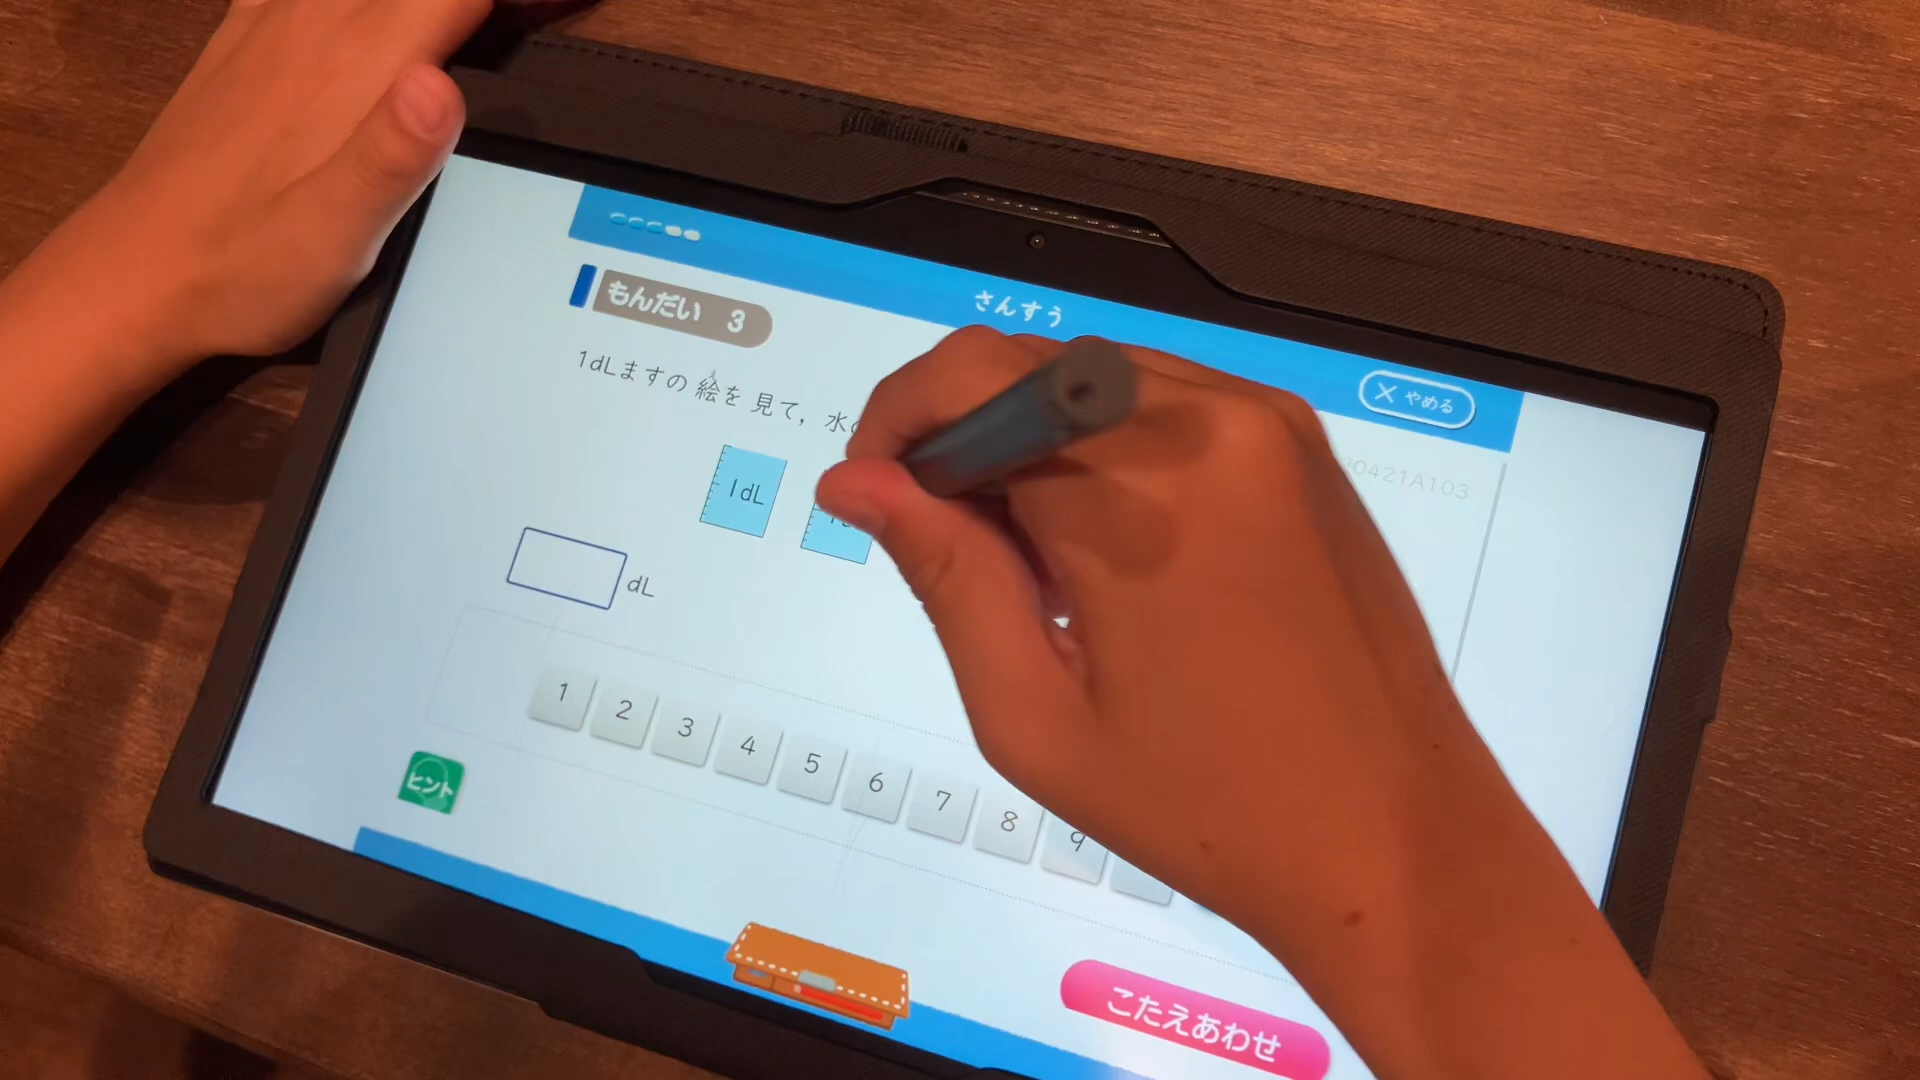 さんすう
× やめる
もんだい 3
1dLますの 絵を 見て，水
え
0421A103
1dL
dL
1 2 3 4 5 6 7 8 9
ヒント
こたえあわせ